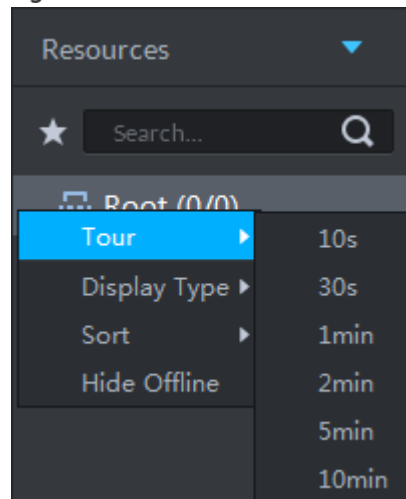 Resources
Search...
Root (0/0)
Tour
Display Type
Sort
Hide Offline
10s
30s
1min
2min
5min
10min